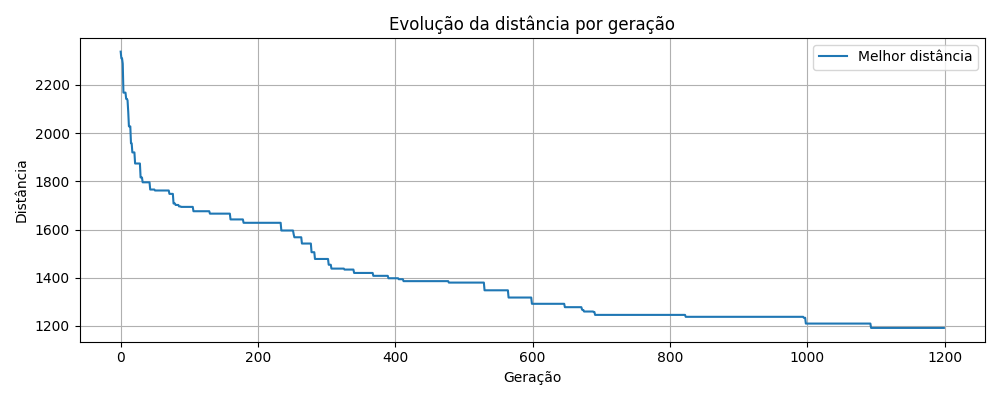 Evolução da distância por geração
Melhor distância
Distância
2200
2000
1800
1600
1400
1200
0 200 400 600 800 1000 1200
Geração